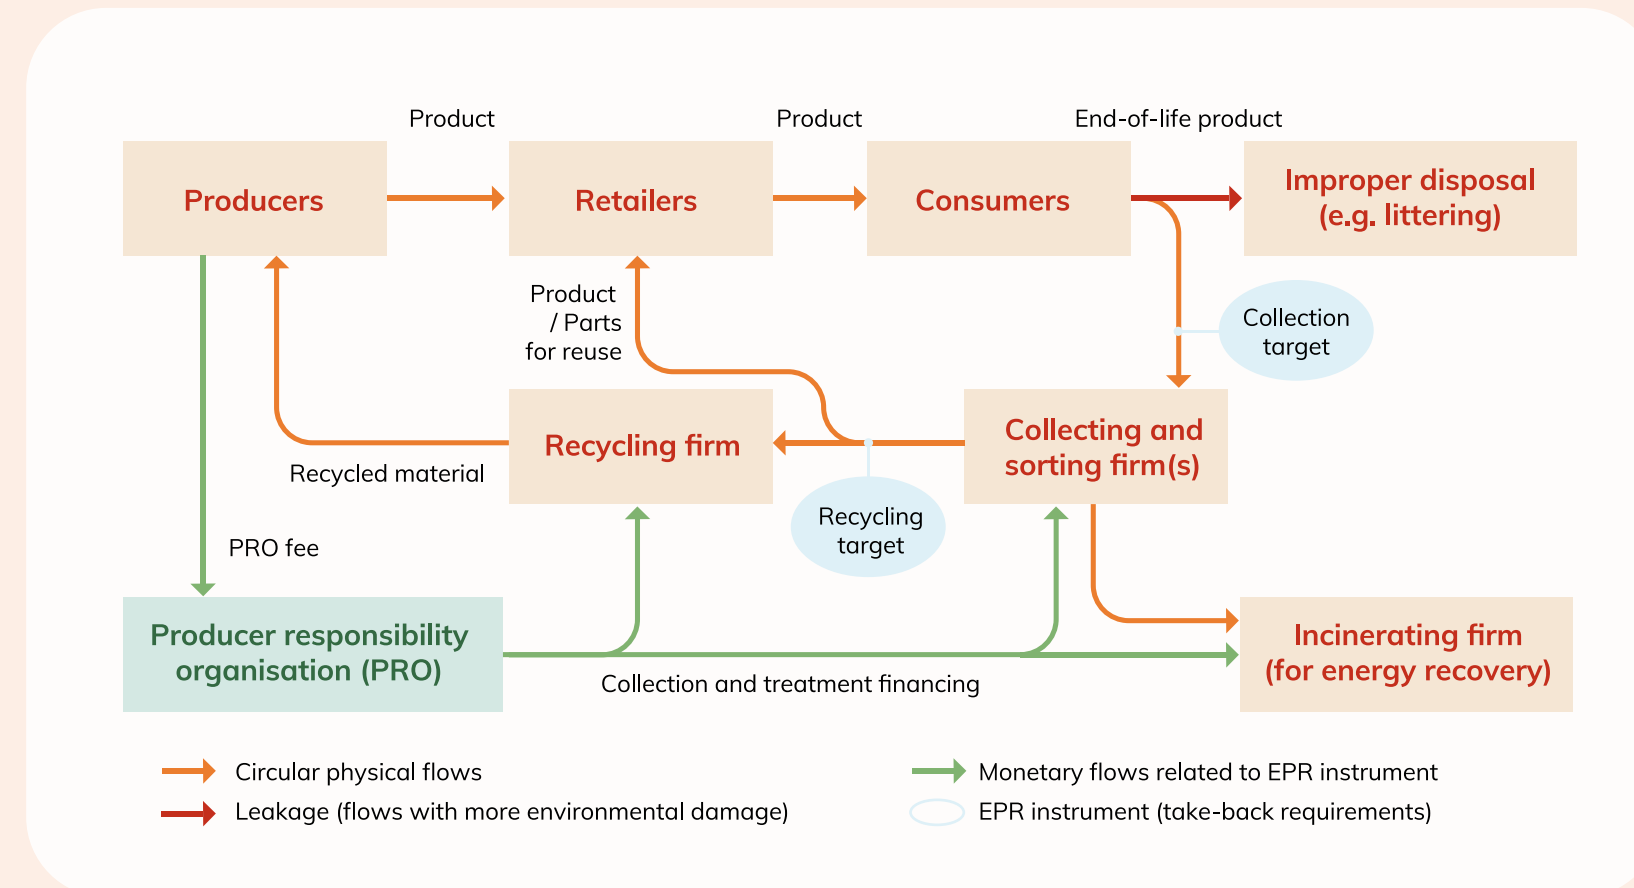 Product
Product
End-of-life product
Producers
Retailers
Consumers
Improper disposal
(e.g. littering)
Product
/ Parts
for reuse
Collection
target
Recycling firm
Collecting and
sorting firm(s)
Recycled material
Recycling
target
PRO fee
Producer responsibility
organisation (PRO)
Incinerating firm
(for energy recovery)
Collection and treatment financing
Circular physical flows
Monetary flows related to EPR instrument
Leakage (flows with more environmental damage)
EPR instrument (take-back requirements)